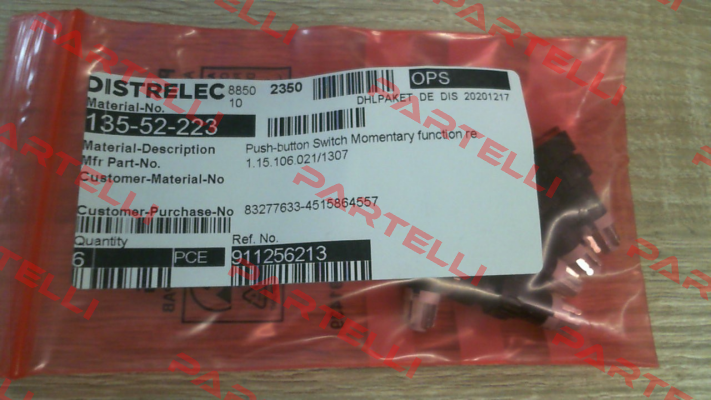 DISTRELEC 8850 2350 OPS
10
Material-No. DHLPAKET DE DIS 20201217
135-52-223
Material-Description Push-button Switch Momentary function re
Mfr Part-No. 1.15.106.021/1307
Customer-Material-No
Customer-Purchase-No 83277633-4515864557
Quantity Ref. No.
6 PCE 911256213
PARTELLI